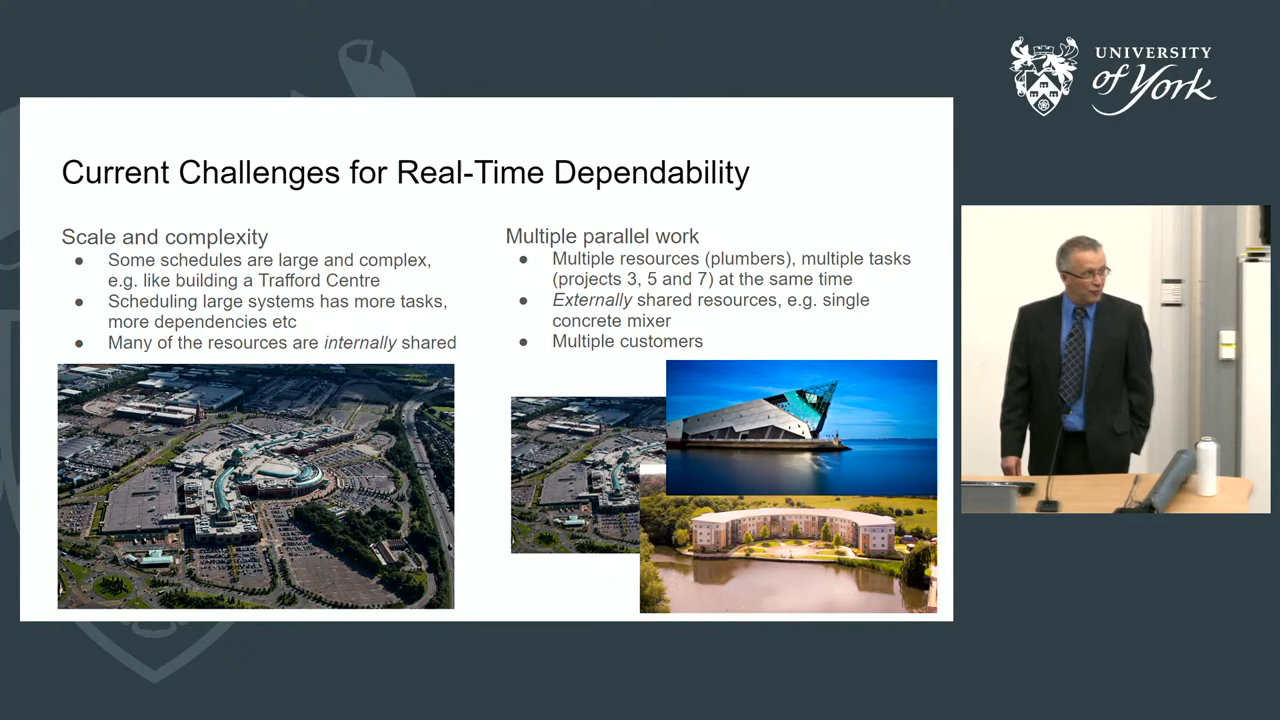 UNIVERSITY
of York
Current Challenges for Real-Time Dependability
Scale and complexity
● Some schedules are large and complex,
e.g. like building a Trafford Centre
● Scheduling large systems has more tasks,
more dependencies etc
● Many of the resources are internally shared
Multiple parallel work
● Multiple resources (plumbers), multiple tasks
(projects 3, 5 and 7) at the same time
● Externally shared resources, e.g. single
concrete mixer
● Multiple customers